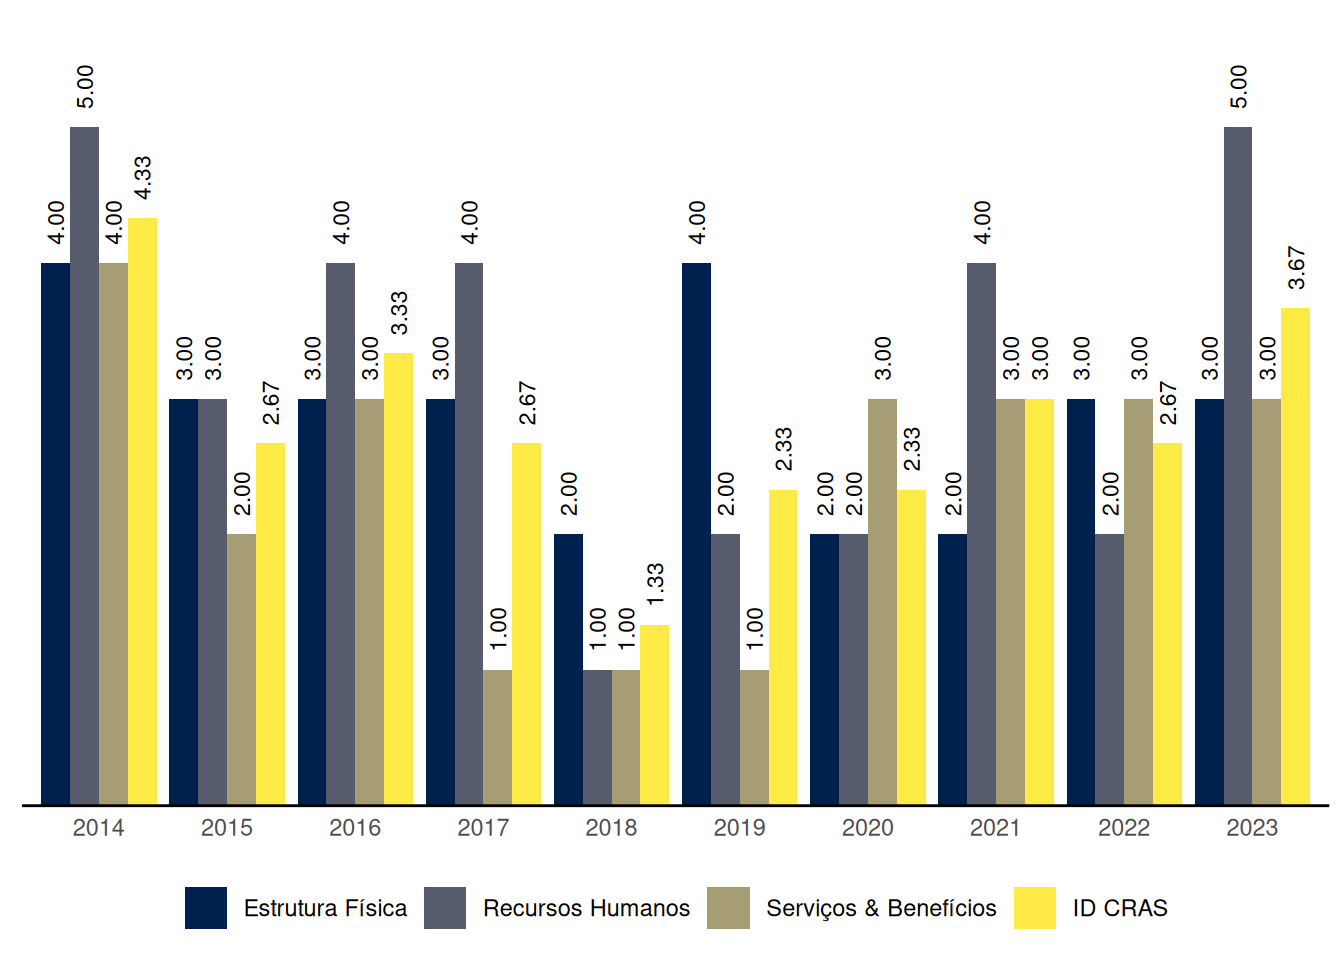 4.00 5.00 4.00 4.33 3.00 3.00 2.00 2.67 3.00 4.00 3.00 3.33 3.00 4.00 1.00 2.67 2.00 1.00 1.00 1.33 4.00 2.00 1.00 2.33 2.00 2.00 3.00 2.33 2.00 4.00 3.00 3.00 3.00 2.00 3.00 2.67 3.00 5.00 3.00 3.67
2014 2015 2016 2017 2018 2019 2020 2021 2022 2023
Estrutura Física Recursos Humanos Serviços & Benefícios ID CRAS